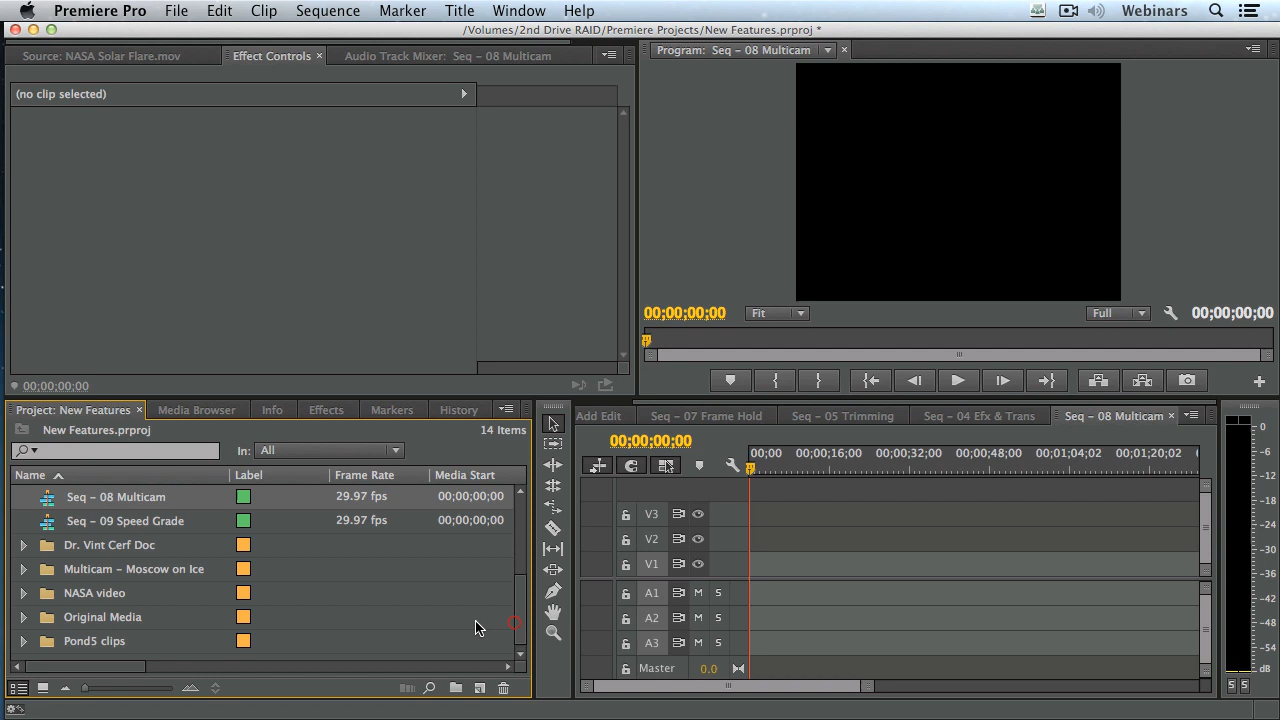 Premiere Pro File Edit Clip Sequence Marker Title Window Help Webinars
/Volumes/2nd Drive RAID/Premiere Projects/New Features.prproj *
Source: NASA Solar Flare.mov Effect Controls × Audio Track Mixer: Seq – 08 Multicam
Program: Seq – 08 Multicam ×
(no clip selected)
00;00;00;00 Fit Full 00;00;00;00
00;00;00;00
Project: New Features × Media Browser Info Effects Markers History
New Features.prproj 14 Items
In: All
Name Label Frame Rate Media Start
Seq – 08 Multicam 29.97 fps 00;00;00;00
Seq – 09 Speed Grade 29.97 fps 00;00;00;00
Dr. Vint Cerf Doc
Multicam – Moscow on Ice
NASA video
Original Media
Pond5 clips
Add Edit Seq – 07 Frame Hold Seq – 05 Trimming Seq – 04 Efx & Trans Seq – 08 Multicam ×
00;00;00;00
00;00 00;00;16;00 00;00;32;00 00;00;48;00 00;01;04;02 00;01;20;02
V3
V2
V1
A1 M S
A2 M S
A3 M S
Master 0.0
0
-6
-12
-18
-24
-30
-36
-42
-48
-54
dB
S S